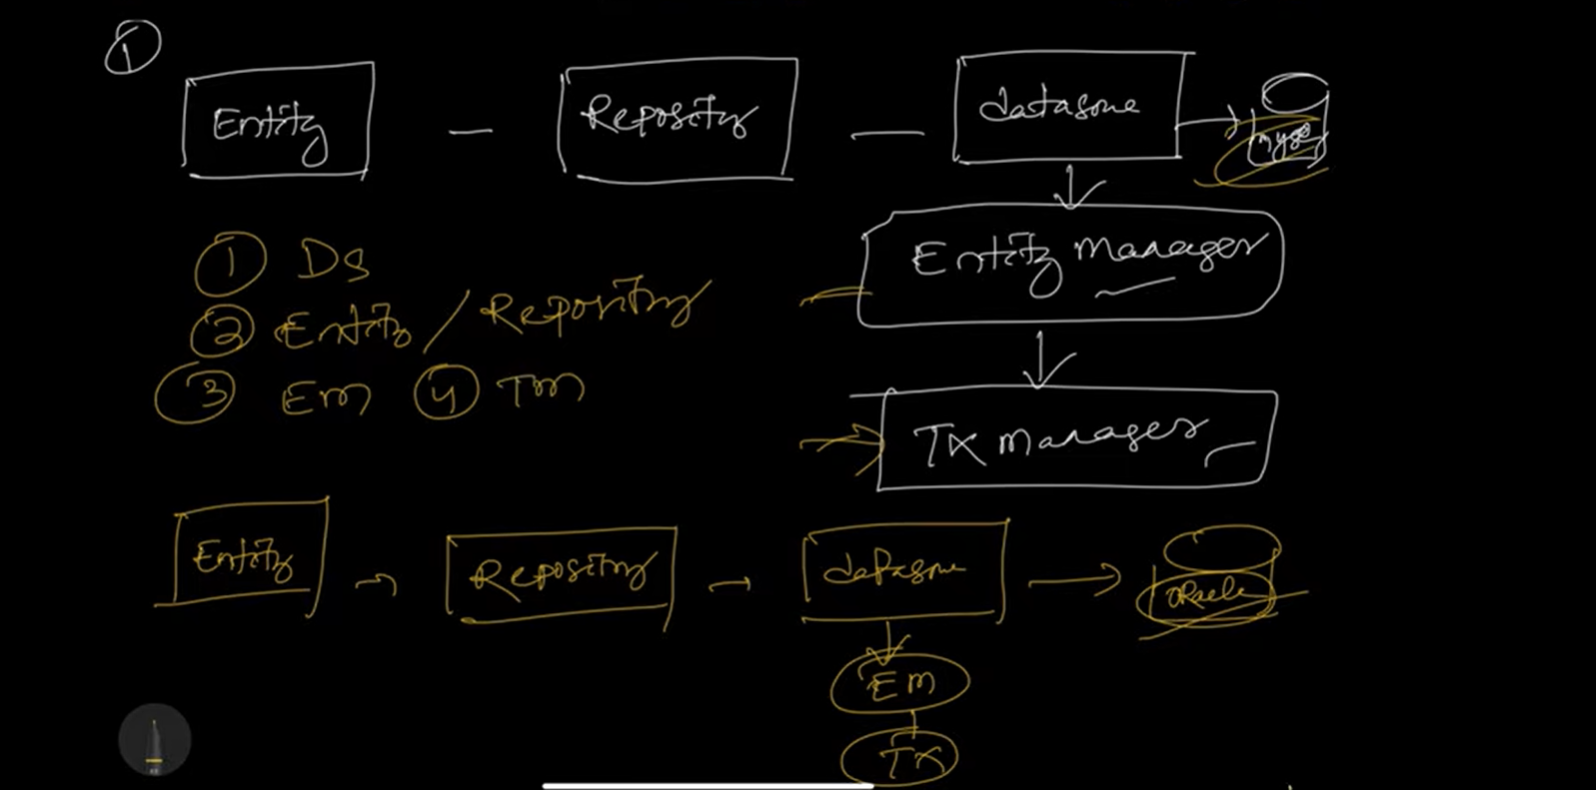 1
Entity
Repository
datasource
mysql
Entity Manager
① DS
② Entity / Repository
③ Em ④ Tm
TX manager
Entity
Repository
datasource
oracle
EM
TX